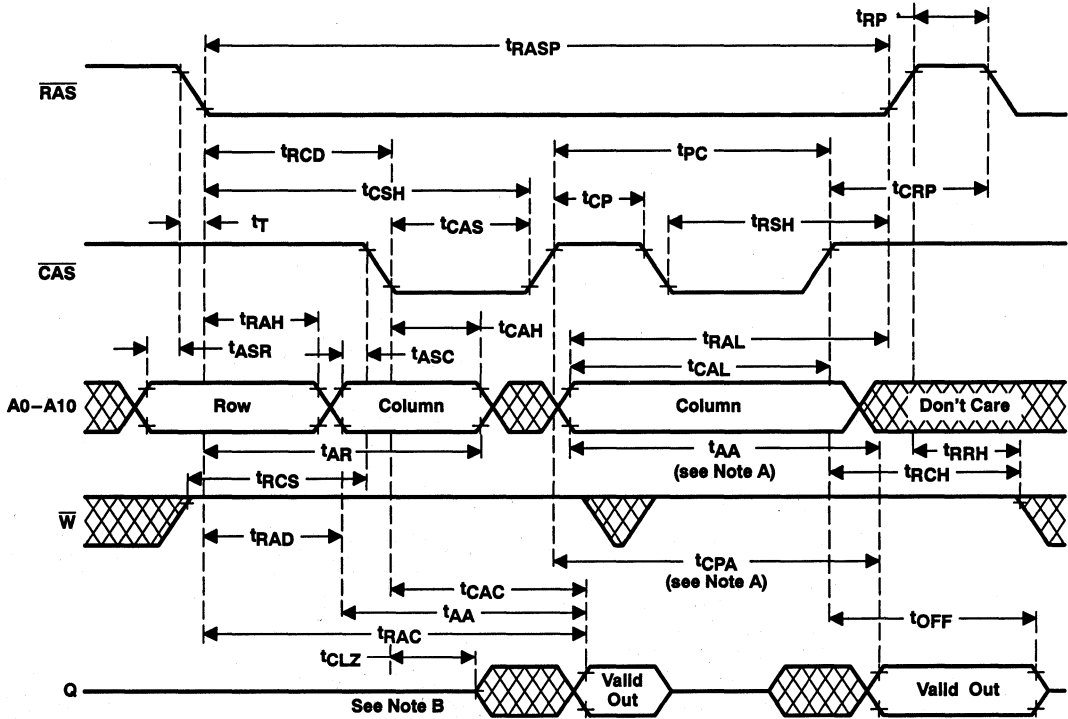 tRP
tRASP
RAS
tRCD
tPC
tCSH
tCP
tCRP
tT
tCAS
tRSH
CAS
tRAH
tCAH
tASR
tASC
tRAL
tCAL
A0–A10
Row
Column
Column
Don't Care
tAR
tAA
(see Note A)
tRRH
tRCS
tRCH
W
tRAD
tCPA
(see Note A)
tCAC
tAA
tOFF
tRAC
tCLZ
Q
See Note B
Valid
Out
Valid Out